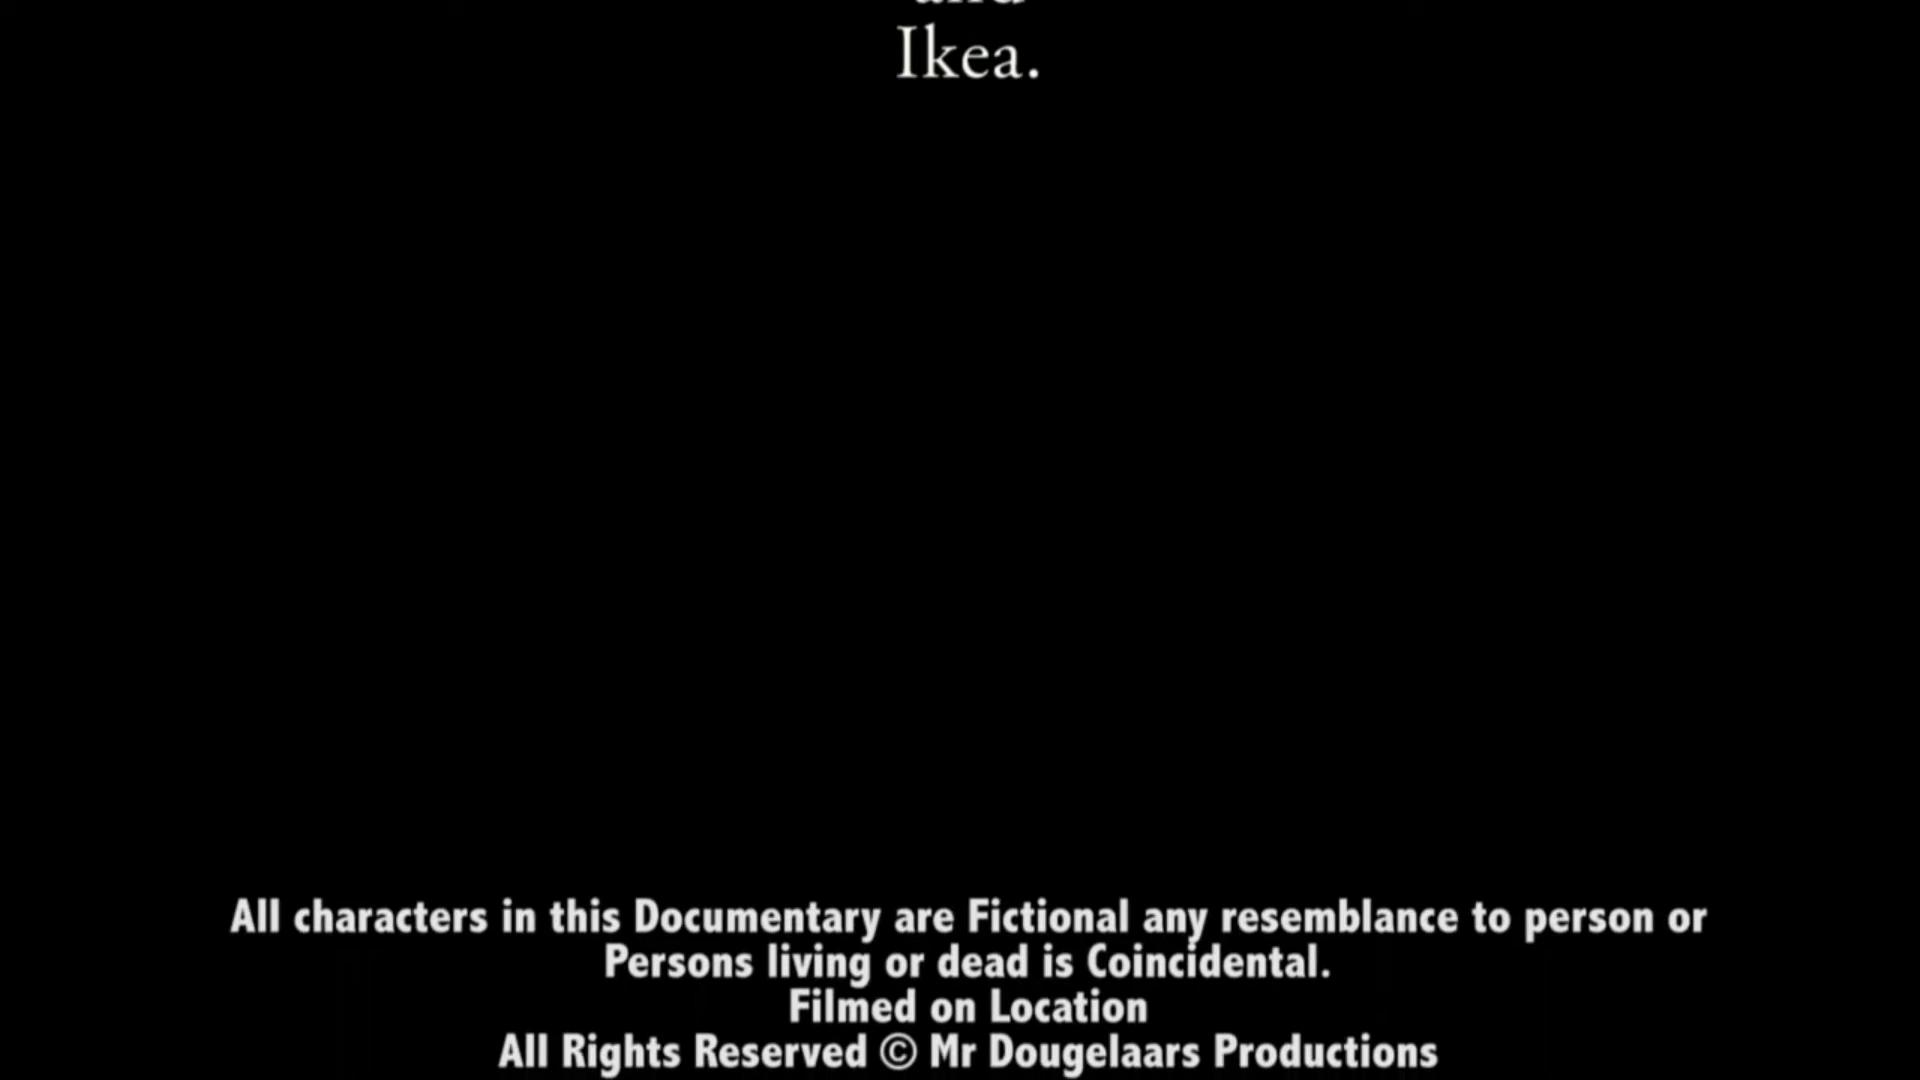 and
Ikea.
All characters in this Documentary are Fictional any resemblance to person or
Persons living or dead is Coincidental.
Filmed on Location
All Rights Reserved © Mr Dougelaars Productions